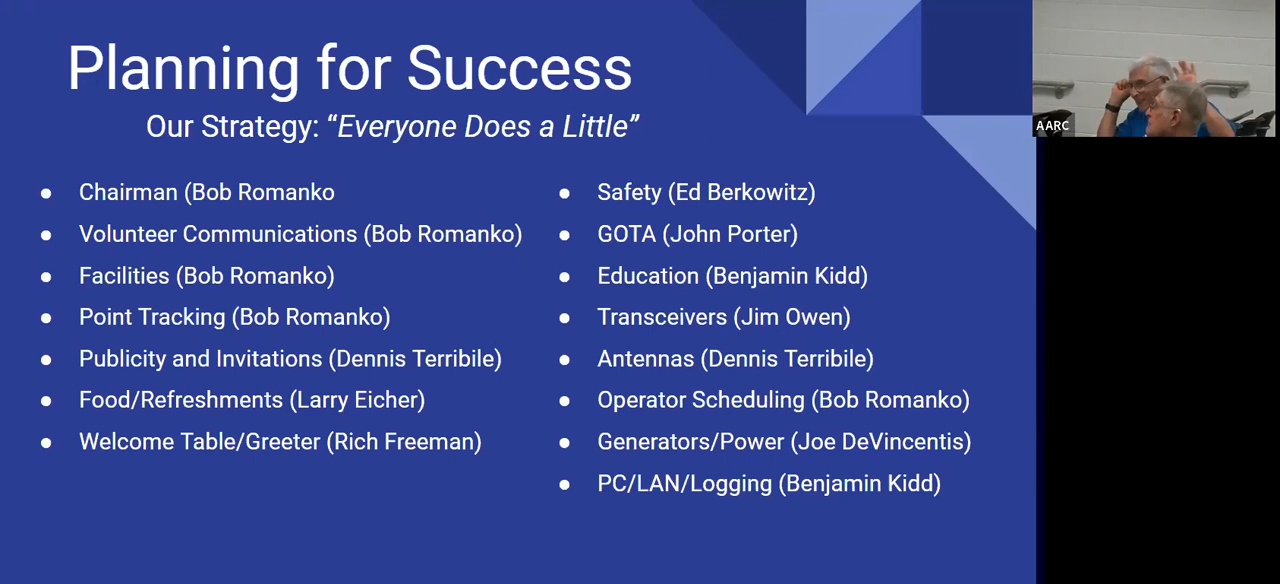 Planning for Success
Our Strategy: “Everyone Does a Little”
● Chairman (Bob Romanko
● Volunteer Communications (Bob Romanko)
● Facilities (Bob Romanko)
● Point Tracking (Bob Romanko)
● Publicity and Invitations (Dennis Terribile)
● Food/Refreshments (Larry Eicher)
● Welcome Table/Greeter (Rich Freeman)
● Safety (Ed Berkowitz)
● GOTA (John Porter)
● Education (Benjamin Kidd)
● Transceivers (Jim Owen)
● Antennas (Dennis Terribile)
● Operator Scheduling (Bob Romanko)
● Generators/Power (Joe DeVincentis)
● PC/LAN/Logging (Benjamin Kidd)
AARC